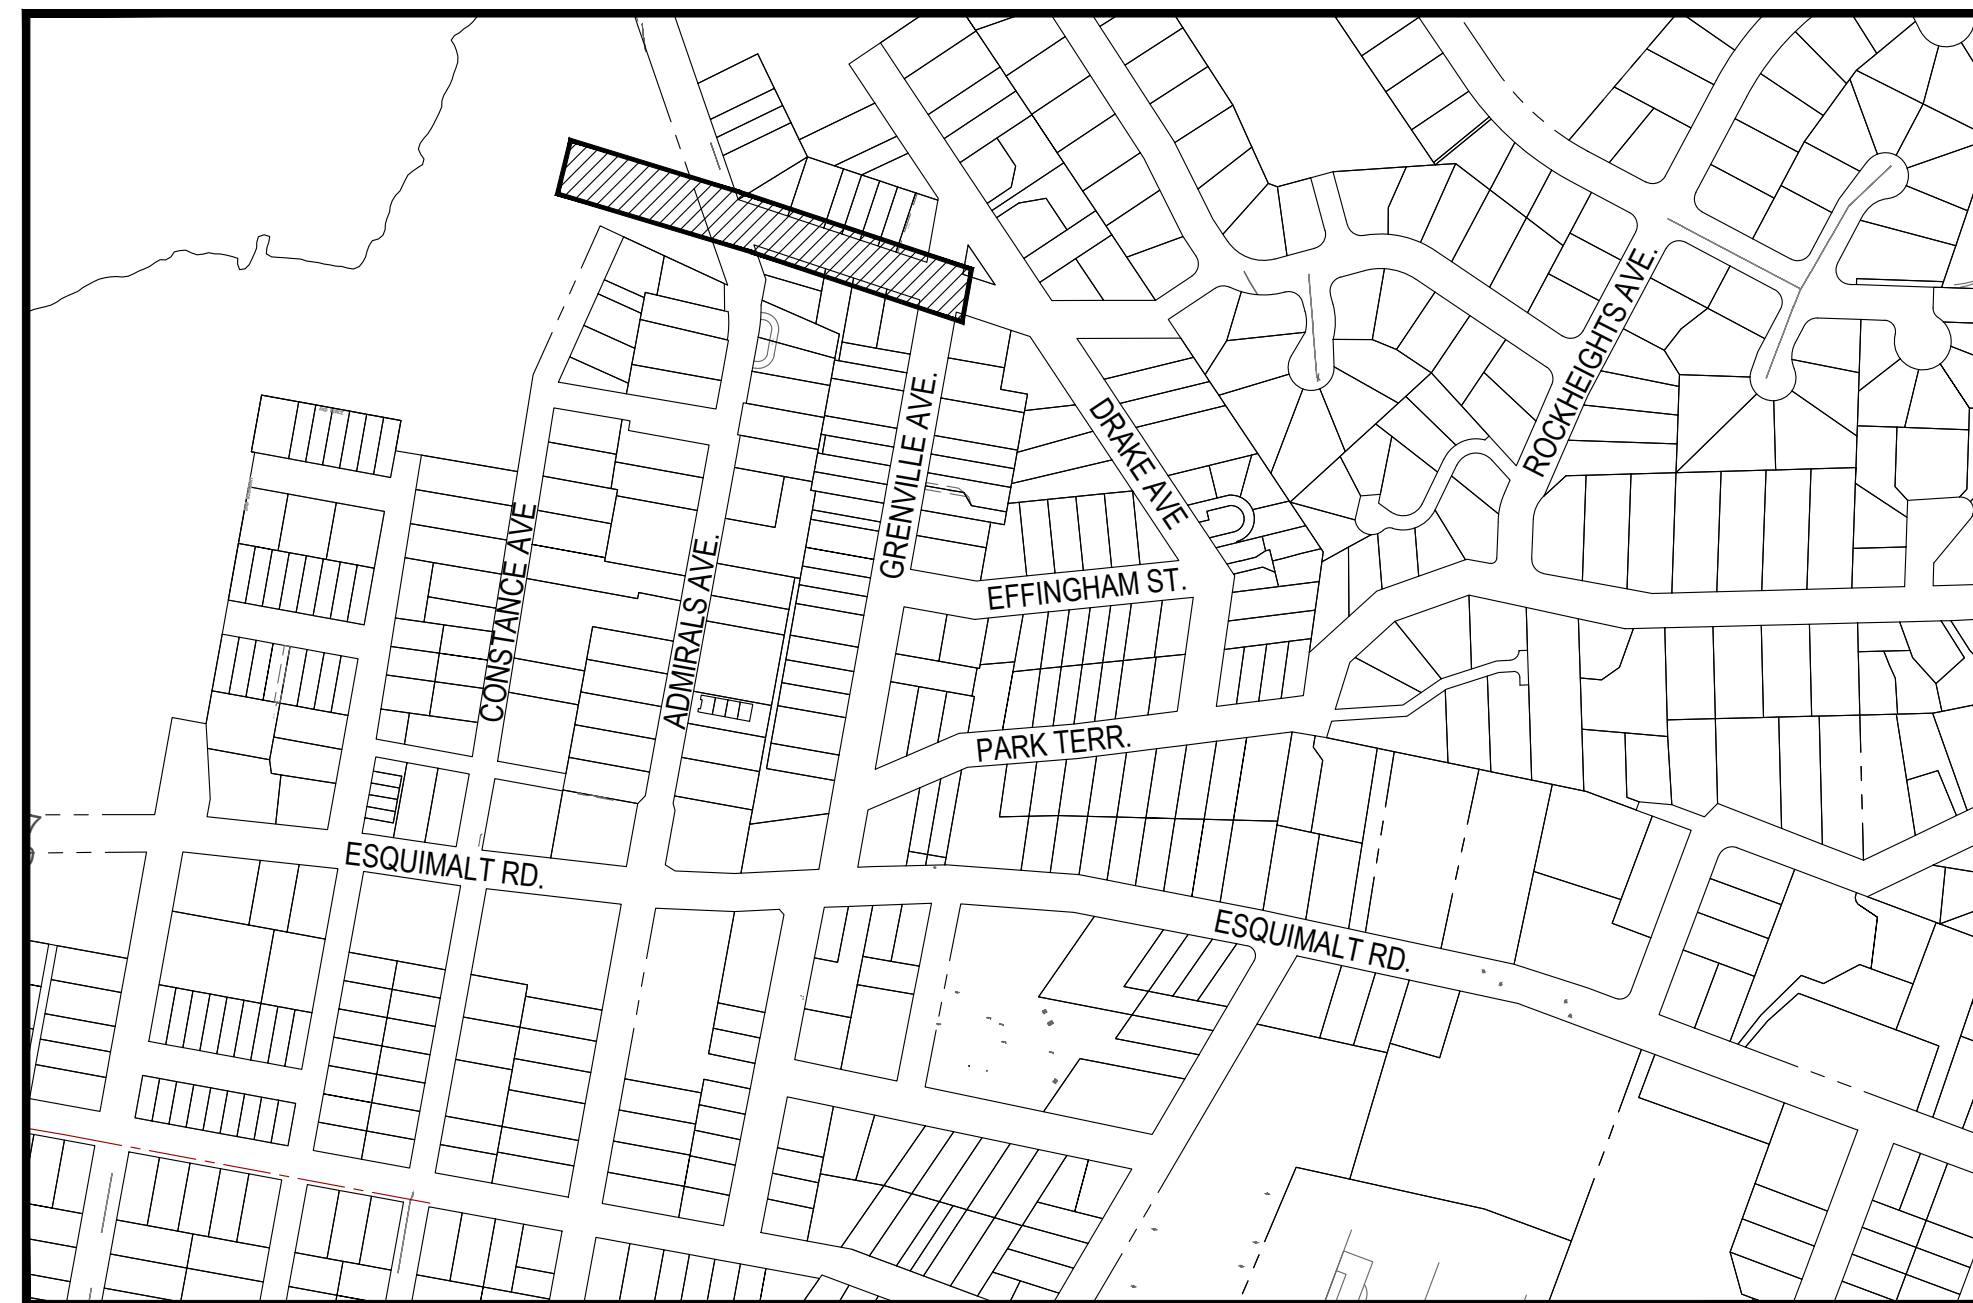 ROCKHEIGHTS AVE.
DRAKE AVE
GRENVILLE AVE.
CONSTANCE AVE
ADMIRALS AVE.
EFFINGHAM ST.
PARK TERR.
ESQUIMALT RD.
ESQUIMALT RD.